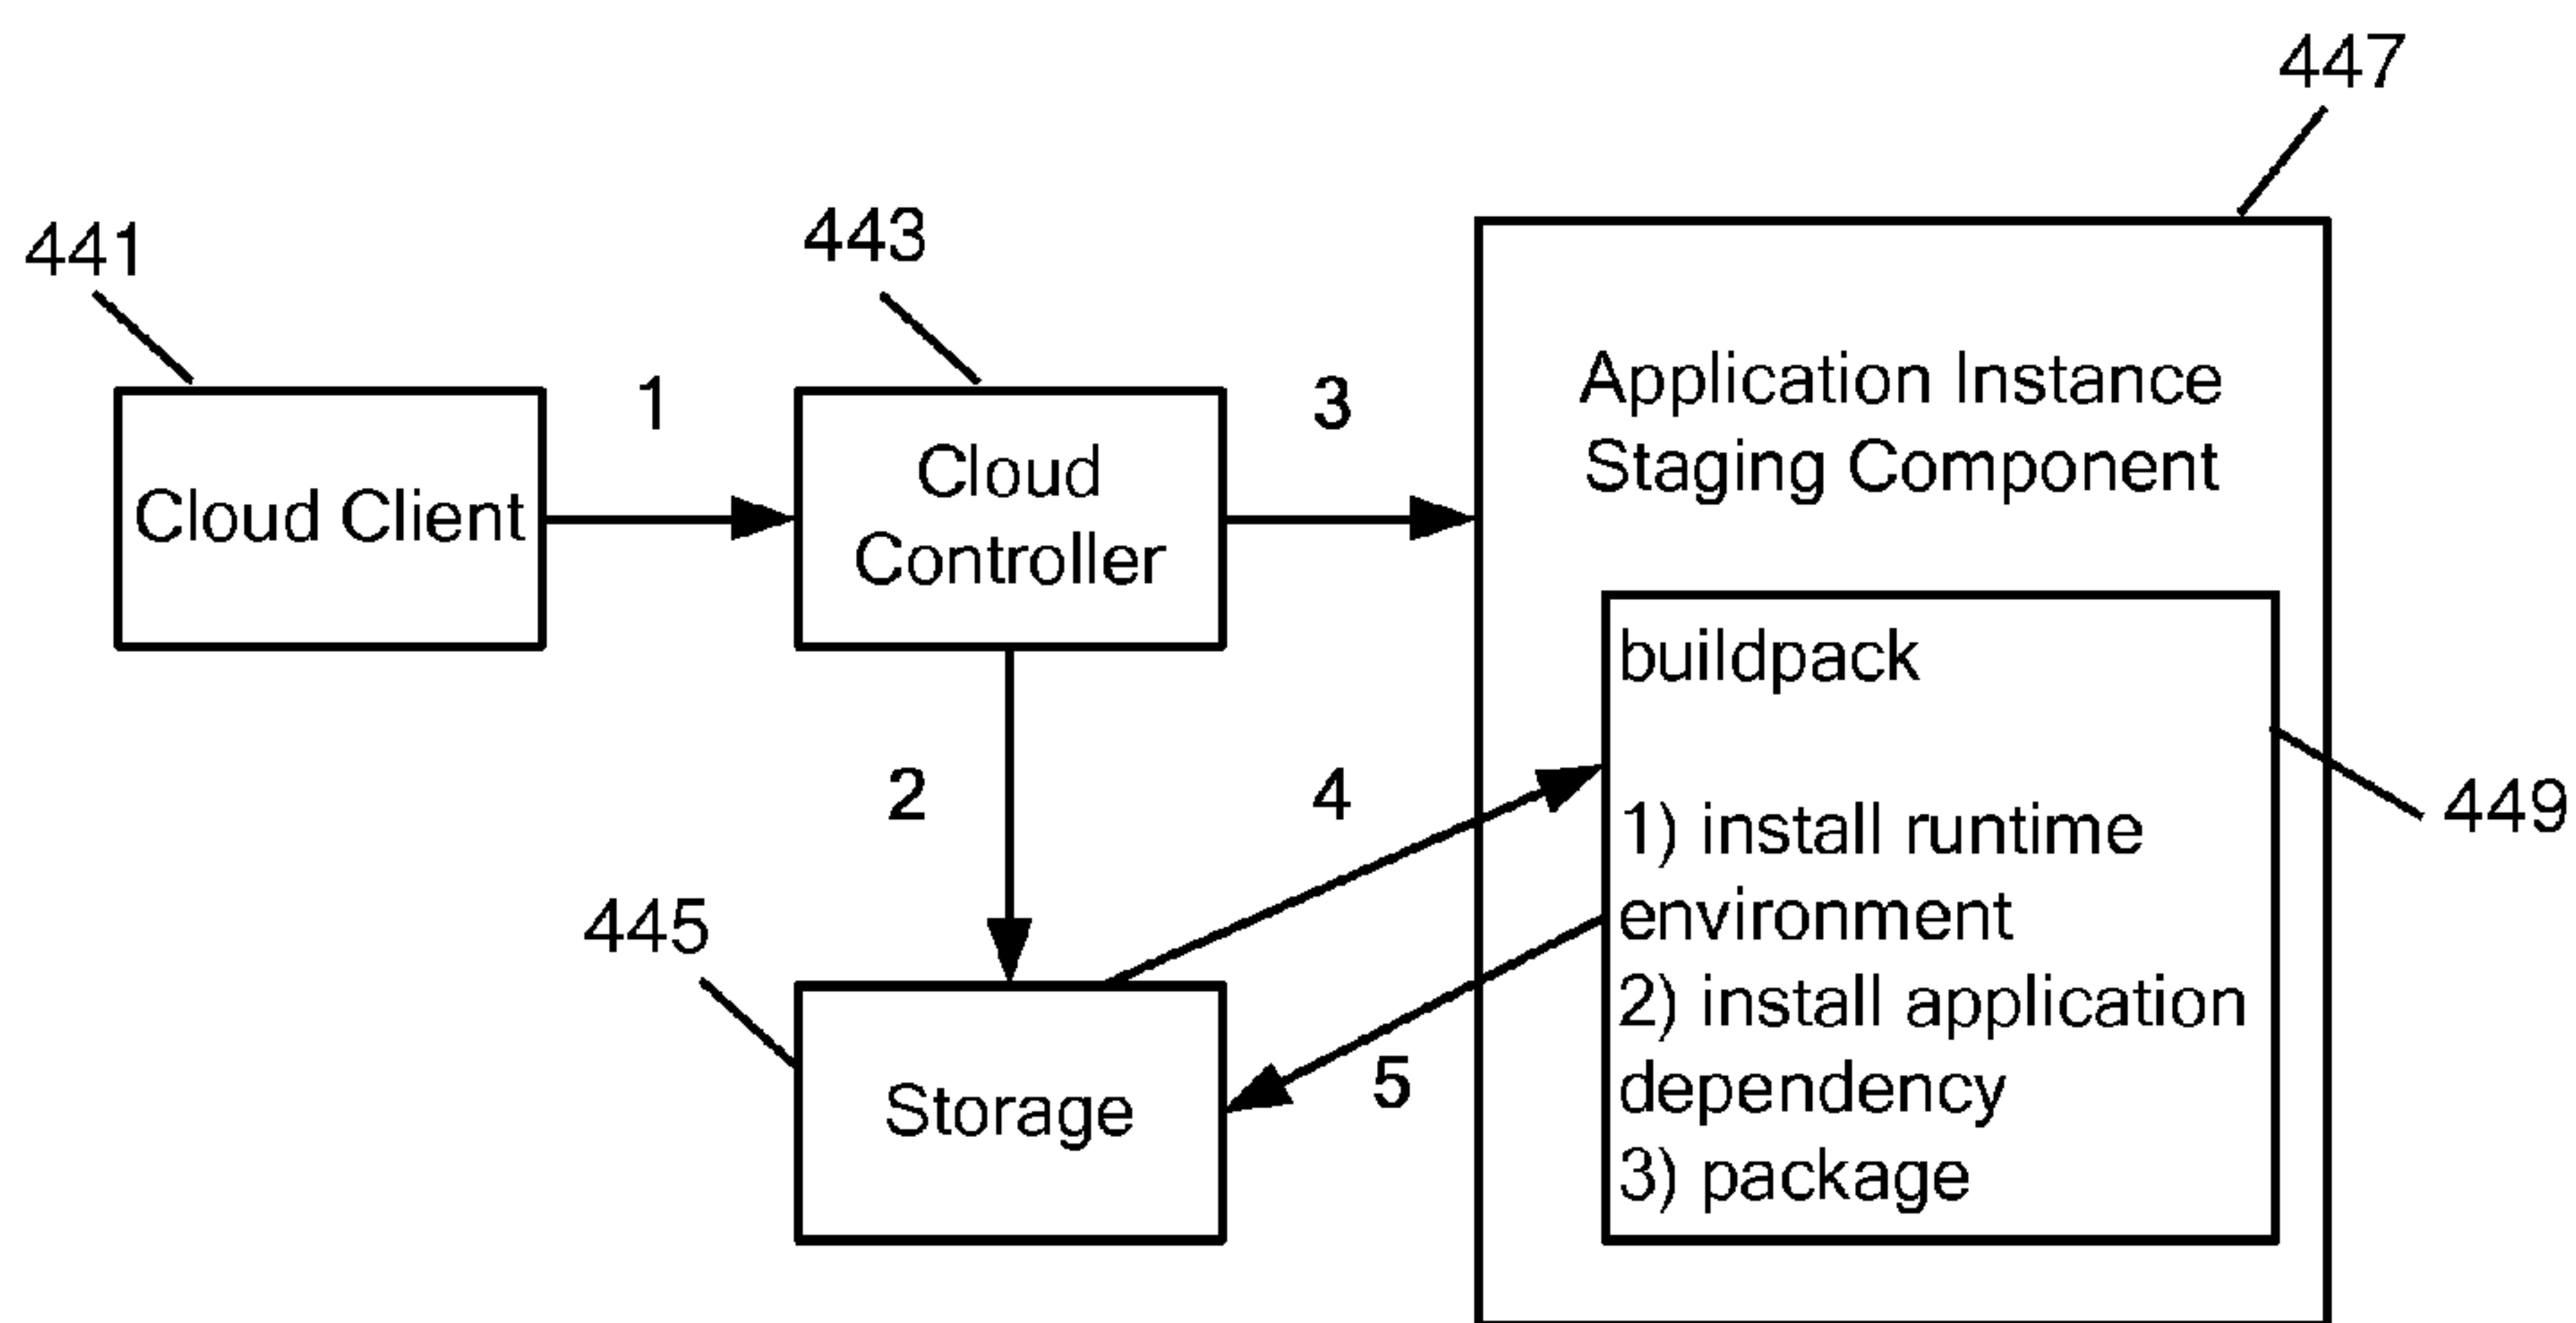 447
441
443
1
3
Cloud Client
Cloud
Controller
Application Instance
Staging Component
buildpack
2
4
449
1) install runtime
environment
2) install application
dependency
3) package
445
5
Storage